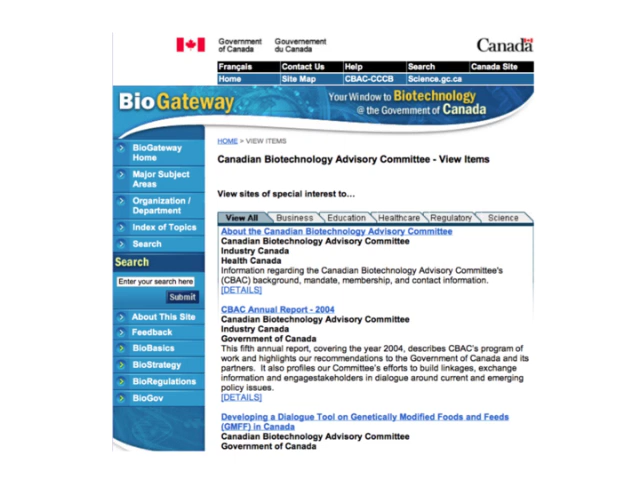 Government of Canada
Gouvernement du Canada
Canada
Français Contact Us Help Search Canada Site
Home Site Map CBAC-CCCB Science.gc.ca
BioGateway
Your Window to Biotechnology
@ the Government of Canada
BioGateway Home
Major Subject Areas
Organization / Department
Index of Topics
Search
Search
Enter your search here
Submit
About This Site
Feedback
BioBasics
BioStrategy
BioRegulations
BioGov
HOME > VIEW ITEMS
Canadian Biotechnology Advisory Committee - View Items
View sites of special interest to...
View All Business Education Healthcare Regulatory Science
About the Canadian Biotechnology Advisory Committee
Canadian Biotechnology Advisory Committee
Industry Canada
Health Canada
Information regarding the Canadian Biotechnology Advisory Committee's
(CBAC) background, mandate, membership, and contact information.
[DETAILS]
CBAC Annual Report - 2004
Canadian Biotechnology Advisory Committee
Industry Canada
Government of Canada
This fifth annual report, covering the year 2004, describes CBAC's program of
work and highlights our recommendations to the Government of Canada and its
partners. It also profiles our Committee's efforts to build linkages, exchange
information and engagestakeholders in dialogue around current and emerging
policy issues.
[DETAILS]
Developing a Dialogue Tool on Genetically Modified Foods and Feeds
(GMFF) in Canada
Canadian Biotechnology Advisory Committee
Government of Canada